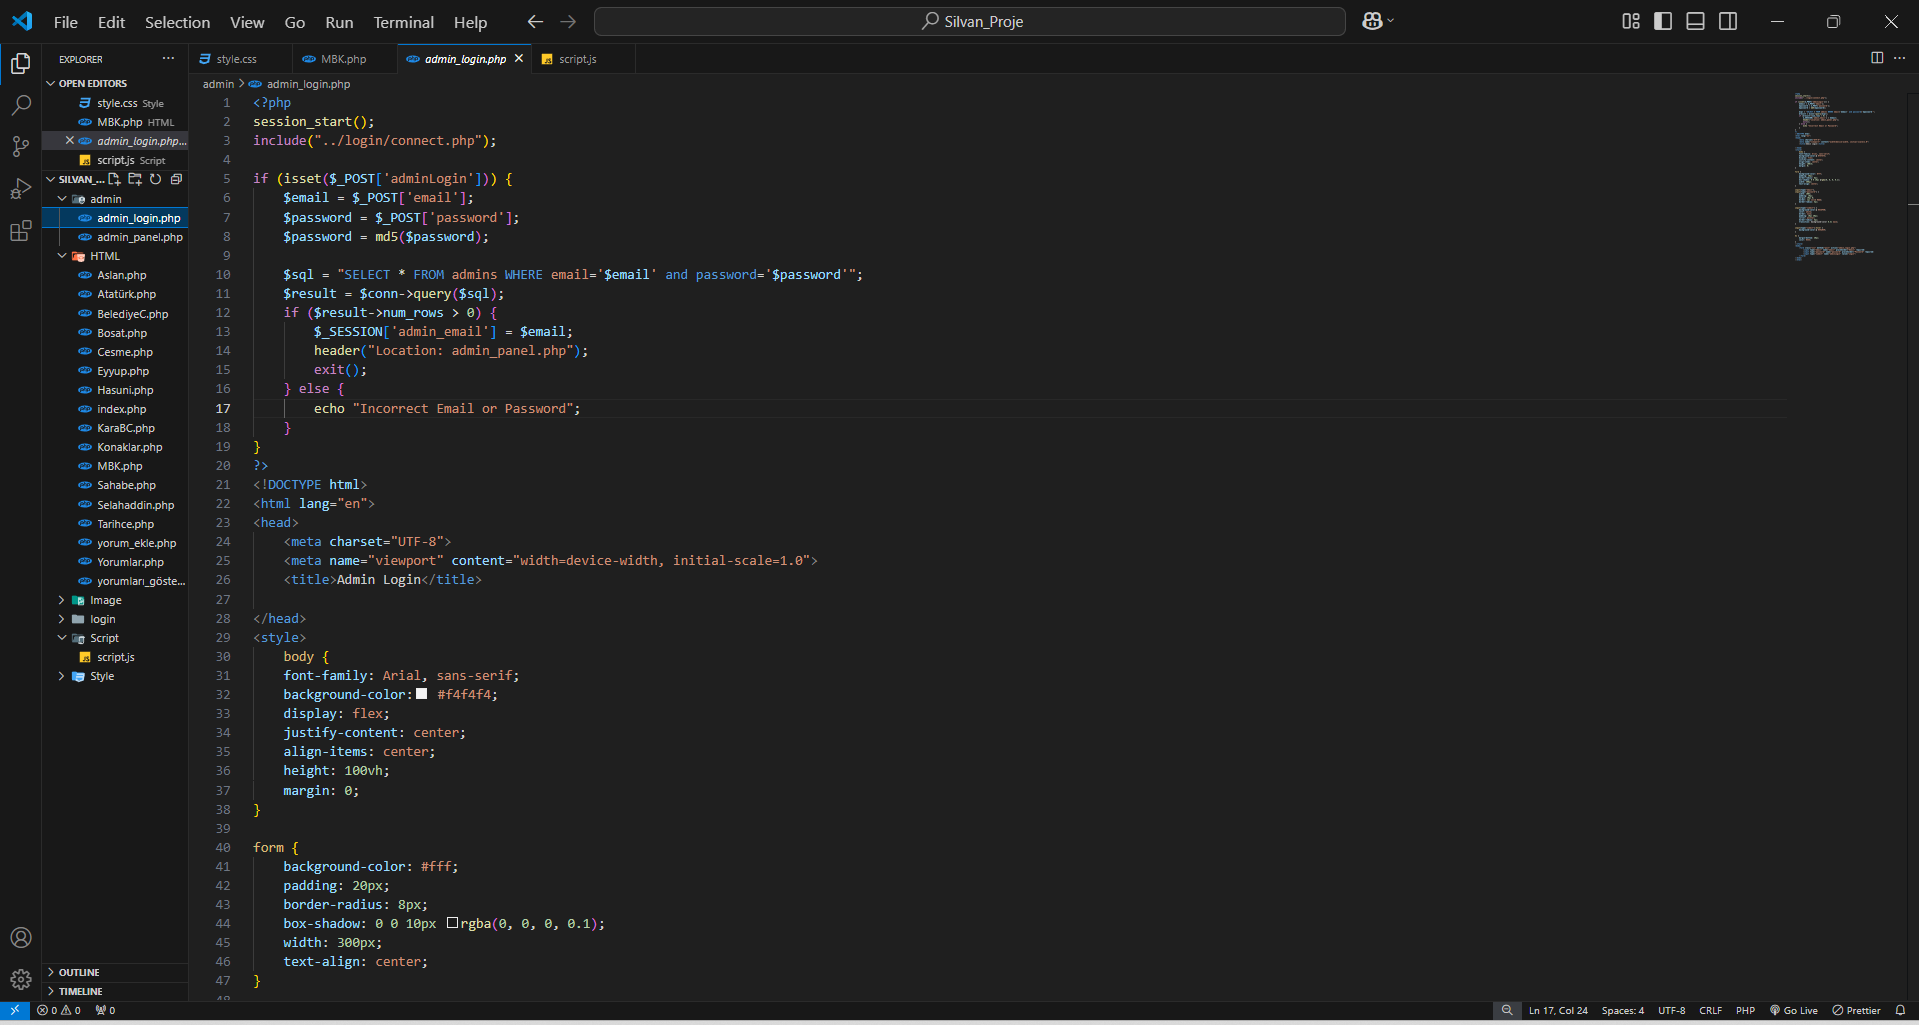 File Edit Selection View Go Run Terminal Help
Silvan_Proje
EXPLORER
OPEN EDITORS
style.css Style
MBK.php HTML
admin_login.php...
script.js Script
SILVAN_...
admin
admin_login.php
admin_panel.php
HTML
Aslan.php
Atatürk.php
BelediyeC.php
Bosat.php
Cesme.php
Eyyup.php
Hasuni.php
index.php
KaraBC.php
Konaklar.php
MBK.php
Sahabe.php
Selahaddin.php
Tarihce.php
yorum_ekle.php
Yorumlar.php
yorumları_göste...
Image
login
Script
script.js
Style
OUTLINE
TIMELINE
style.css MBK.php admin_login.php script.js
admin > admin_login.php
1 <?php
2 session_start();
3 include("../login/connect.php");
4
5 if (isset($_POST['adminLogin'])) {
6 $email = $_POST['email'];
7 $password = $_POST['password'];
8 $password = md5($password);
9
10 $sql = "SELECT * FROM admins WHERE email='$email' and password='$password'";
11 $result = $conn->query($sql);
12 if ($result->num_rows > 0) {
13 $_SESSION['admin_email'] = $email;
14 header("Location: admin_panel.php");
15 exit();
16 } else {
17 echo "Incorrect Email or Password";
18 }
19 }
20 ?>
21 <!DOCTYPE html>
22 <html lang="en">
23 <head>
24 <meta charset="UTF-8">
25 <meta name="viewport" content="width=device-width, initial-scale=1.0">
26 <title>Admin Login</title>
27
28 </head>
29 <style>
30 body {
31 font-family: Arial, sans-serif;
32 background-color: #f4f4f4;
33 display: flex;
34 justify-content: center;
35 align-items: center;
36 height: 100vh;
37 margin: 0;
38 }
39
40 form {
41 background-color: #fff;
42 padding: 20px;
43 border-radius: 8px;
44 box-shadow: 0 0 10px rgba(0, 0, 0, 0.1);
45 width: 300px;
46 text-align: center;
47 }
48
0 0 0 Ln 17, Col 24 Spaces: 4 UTF-8 CRLF PHP Go Live Prettier